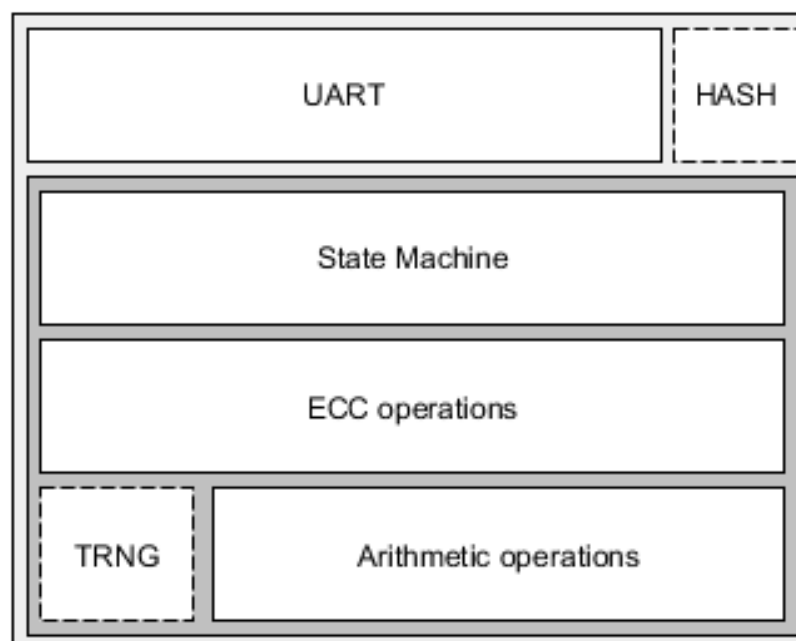 UART
HASH
State Machine
ECC operations
TRNG
Arithmetic operations